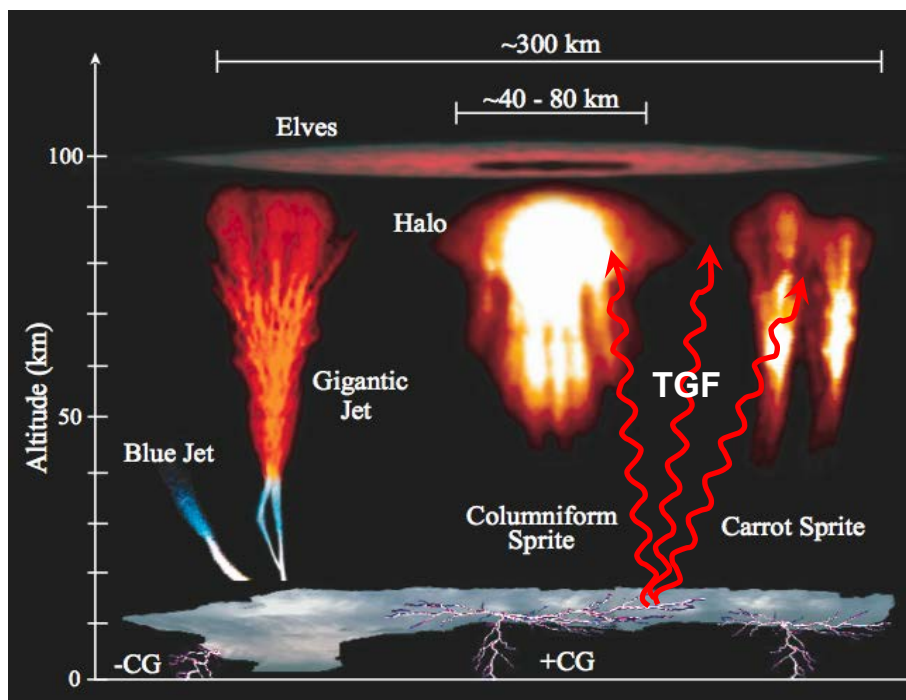 ~300 km
~40 - 80 km
Elves
100
Halo
TGF
Gigantic
Jet
50
Blue Jet
Columniform
Sprite
Carrot Sprite
-CG
+CG
0
Altitude (km)